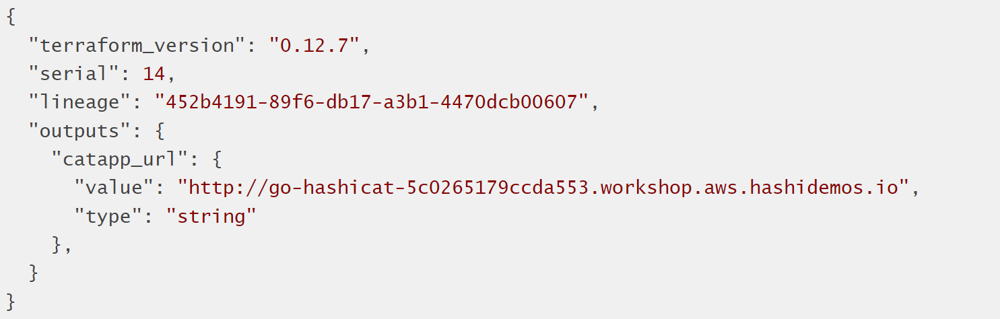 {
  "terraform_version": "0.12.7",
  "serial": 14,
  "lineage": "452b4191-89f6-db17-a3b1-4470dcb00607",
  "outputs": {
    "catapp_url": {
      "value": "http://go-hashicat-5c0265179ccda553.workshop.aws.hashidemos.io",
      "type": "string"
    },
  }
}